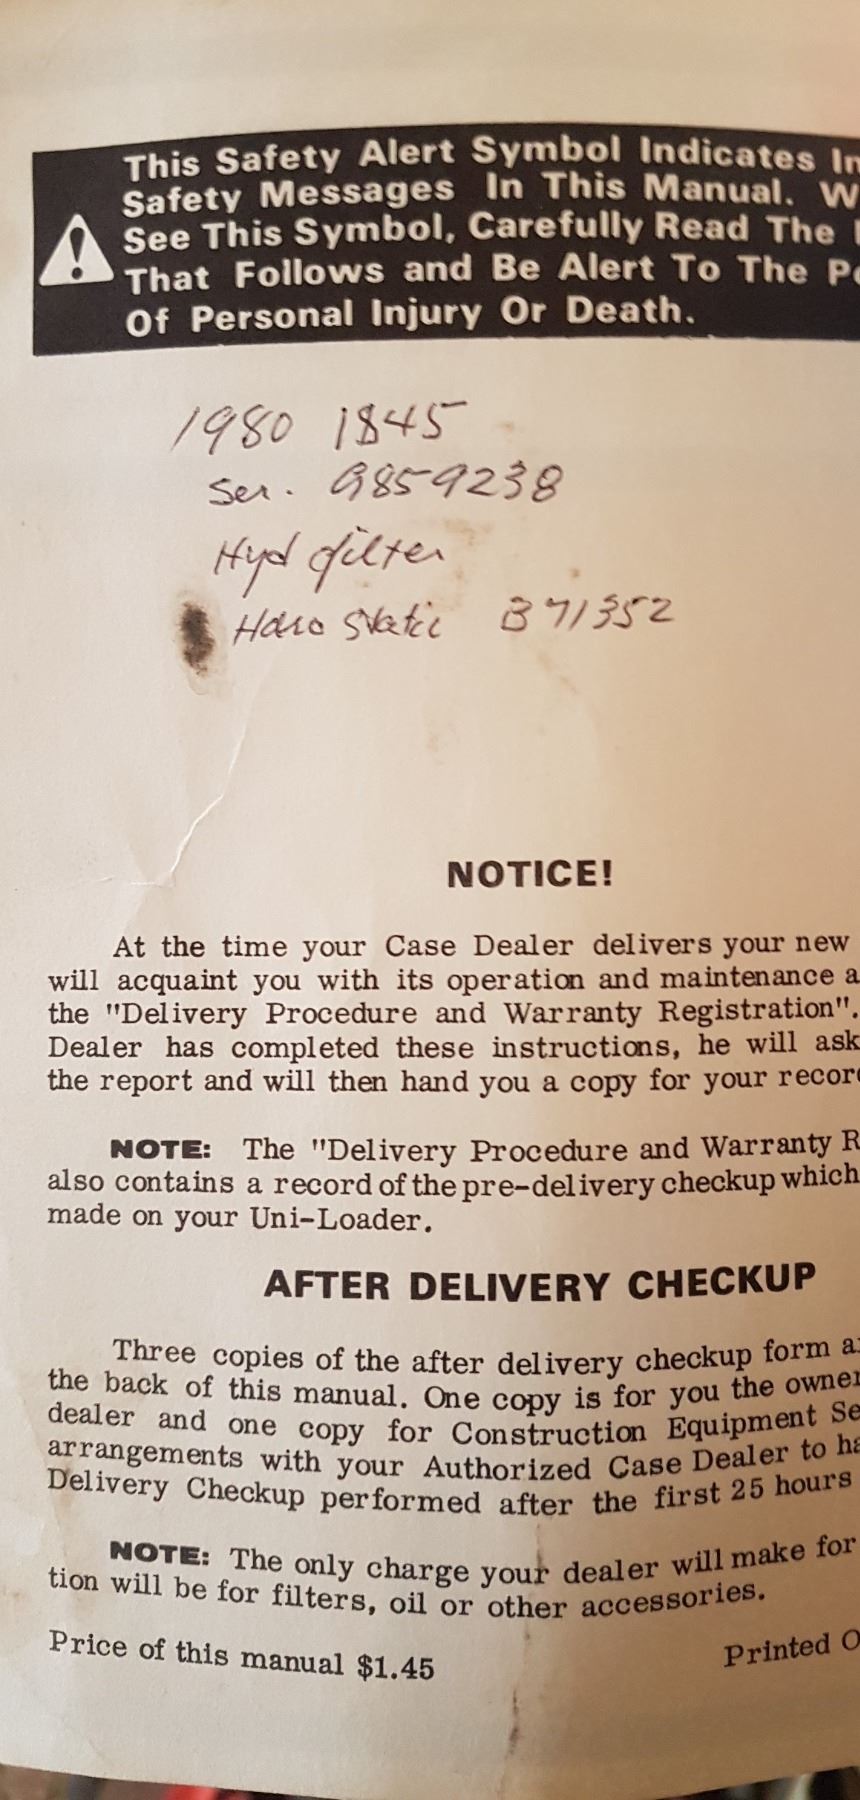 This Safety Alert Symbol Indicates
Safety Messages In This Manual.
See This Symbol, Carefully Read The
That Follows and Be Alert To The
Of Personal Injury Or Death.
1980 1845
Ser. 9859238
Hyd filter
B71352
NOTICE!
At the time your Case Dealer delivers your new
will acquaint you with its operation and maintenance
the "Delivery Procedure and Warranty Registration".
Dealer has completed these instructions, he will ask
the report and will then hand you a copy for your
NOTE: The "Delivery Procedure and Warranty
also contains a record of the pre-delivery checkup which
made on your Uni-Loader.
AFTER DELIVERY CHECKUP
Three copies of the after delivery checkup form
the back of this manual. One copy is for you the owner
dealer and one copy for Construction Equipment
arrangements with your Authorized Case Dealer to
Delivery Checkup performed after the first 25 hours
NOTE: The only charge your dealer will make for
tion will be for filters, oil or other accessories.
Price of this manual $1.45
Printed